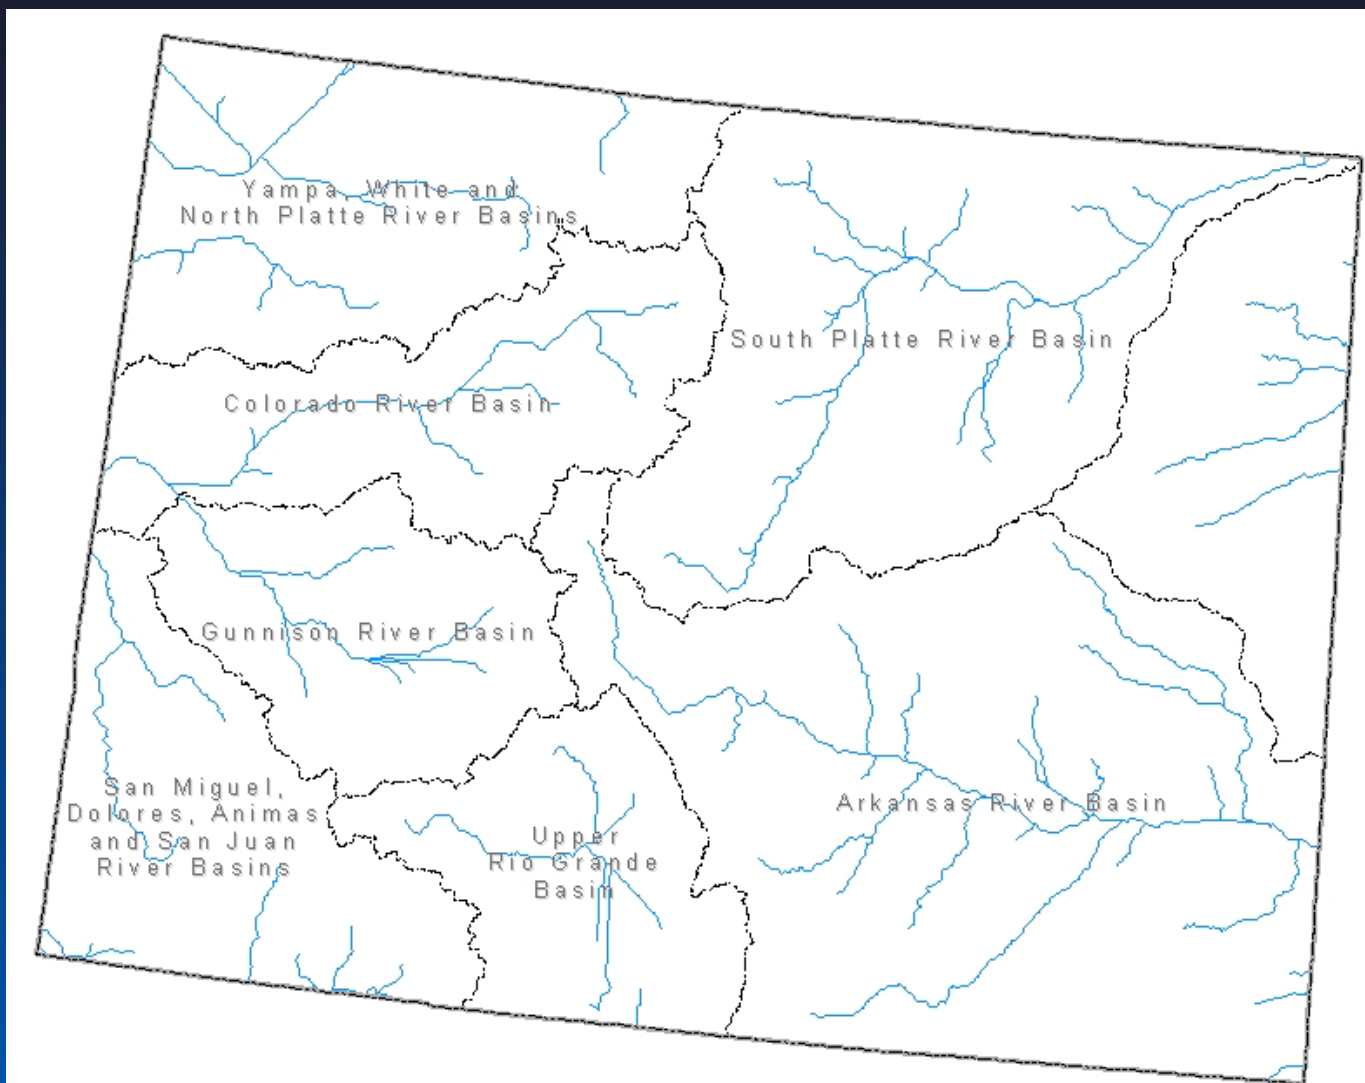 Yampa, White and
North Platte River Basins
South Platte River Basin
Colorado River Basin
Gunnison River Basin
San Miguel,
Dolores, Animas
and San Juan
River Basins
Upper
Rio Grande
Basin
Arkansas River Basin